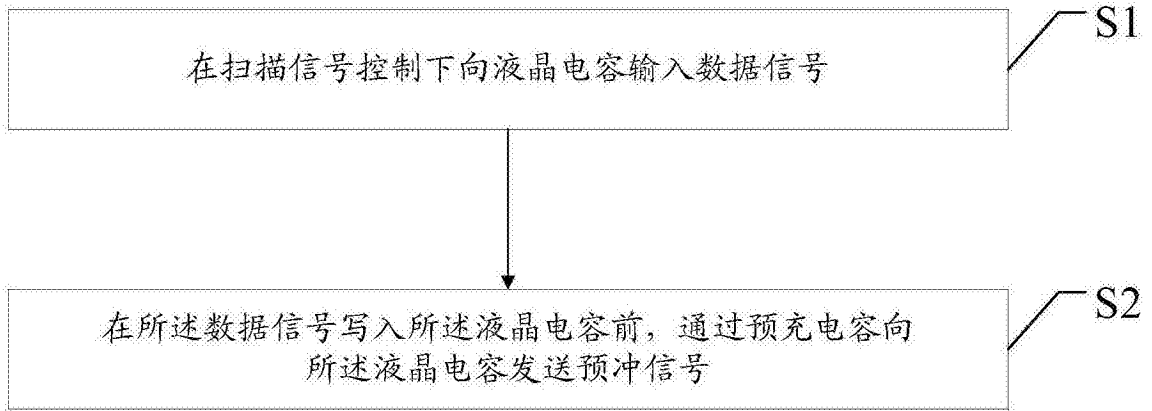 S1
在扫描信号控制下向液晶电容输入数据信号
S2
在所述数据信号写入所述液晶电容前，通过预充电容向
所述液晶电容发送预冲信号